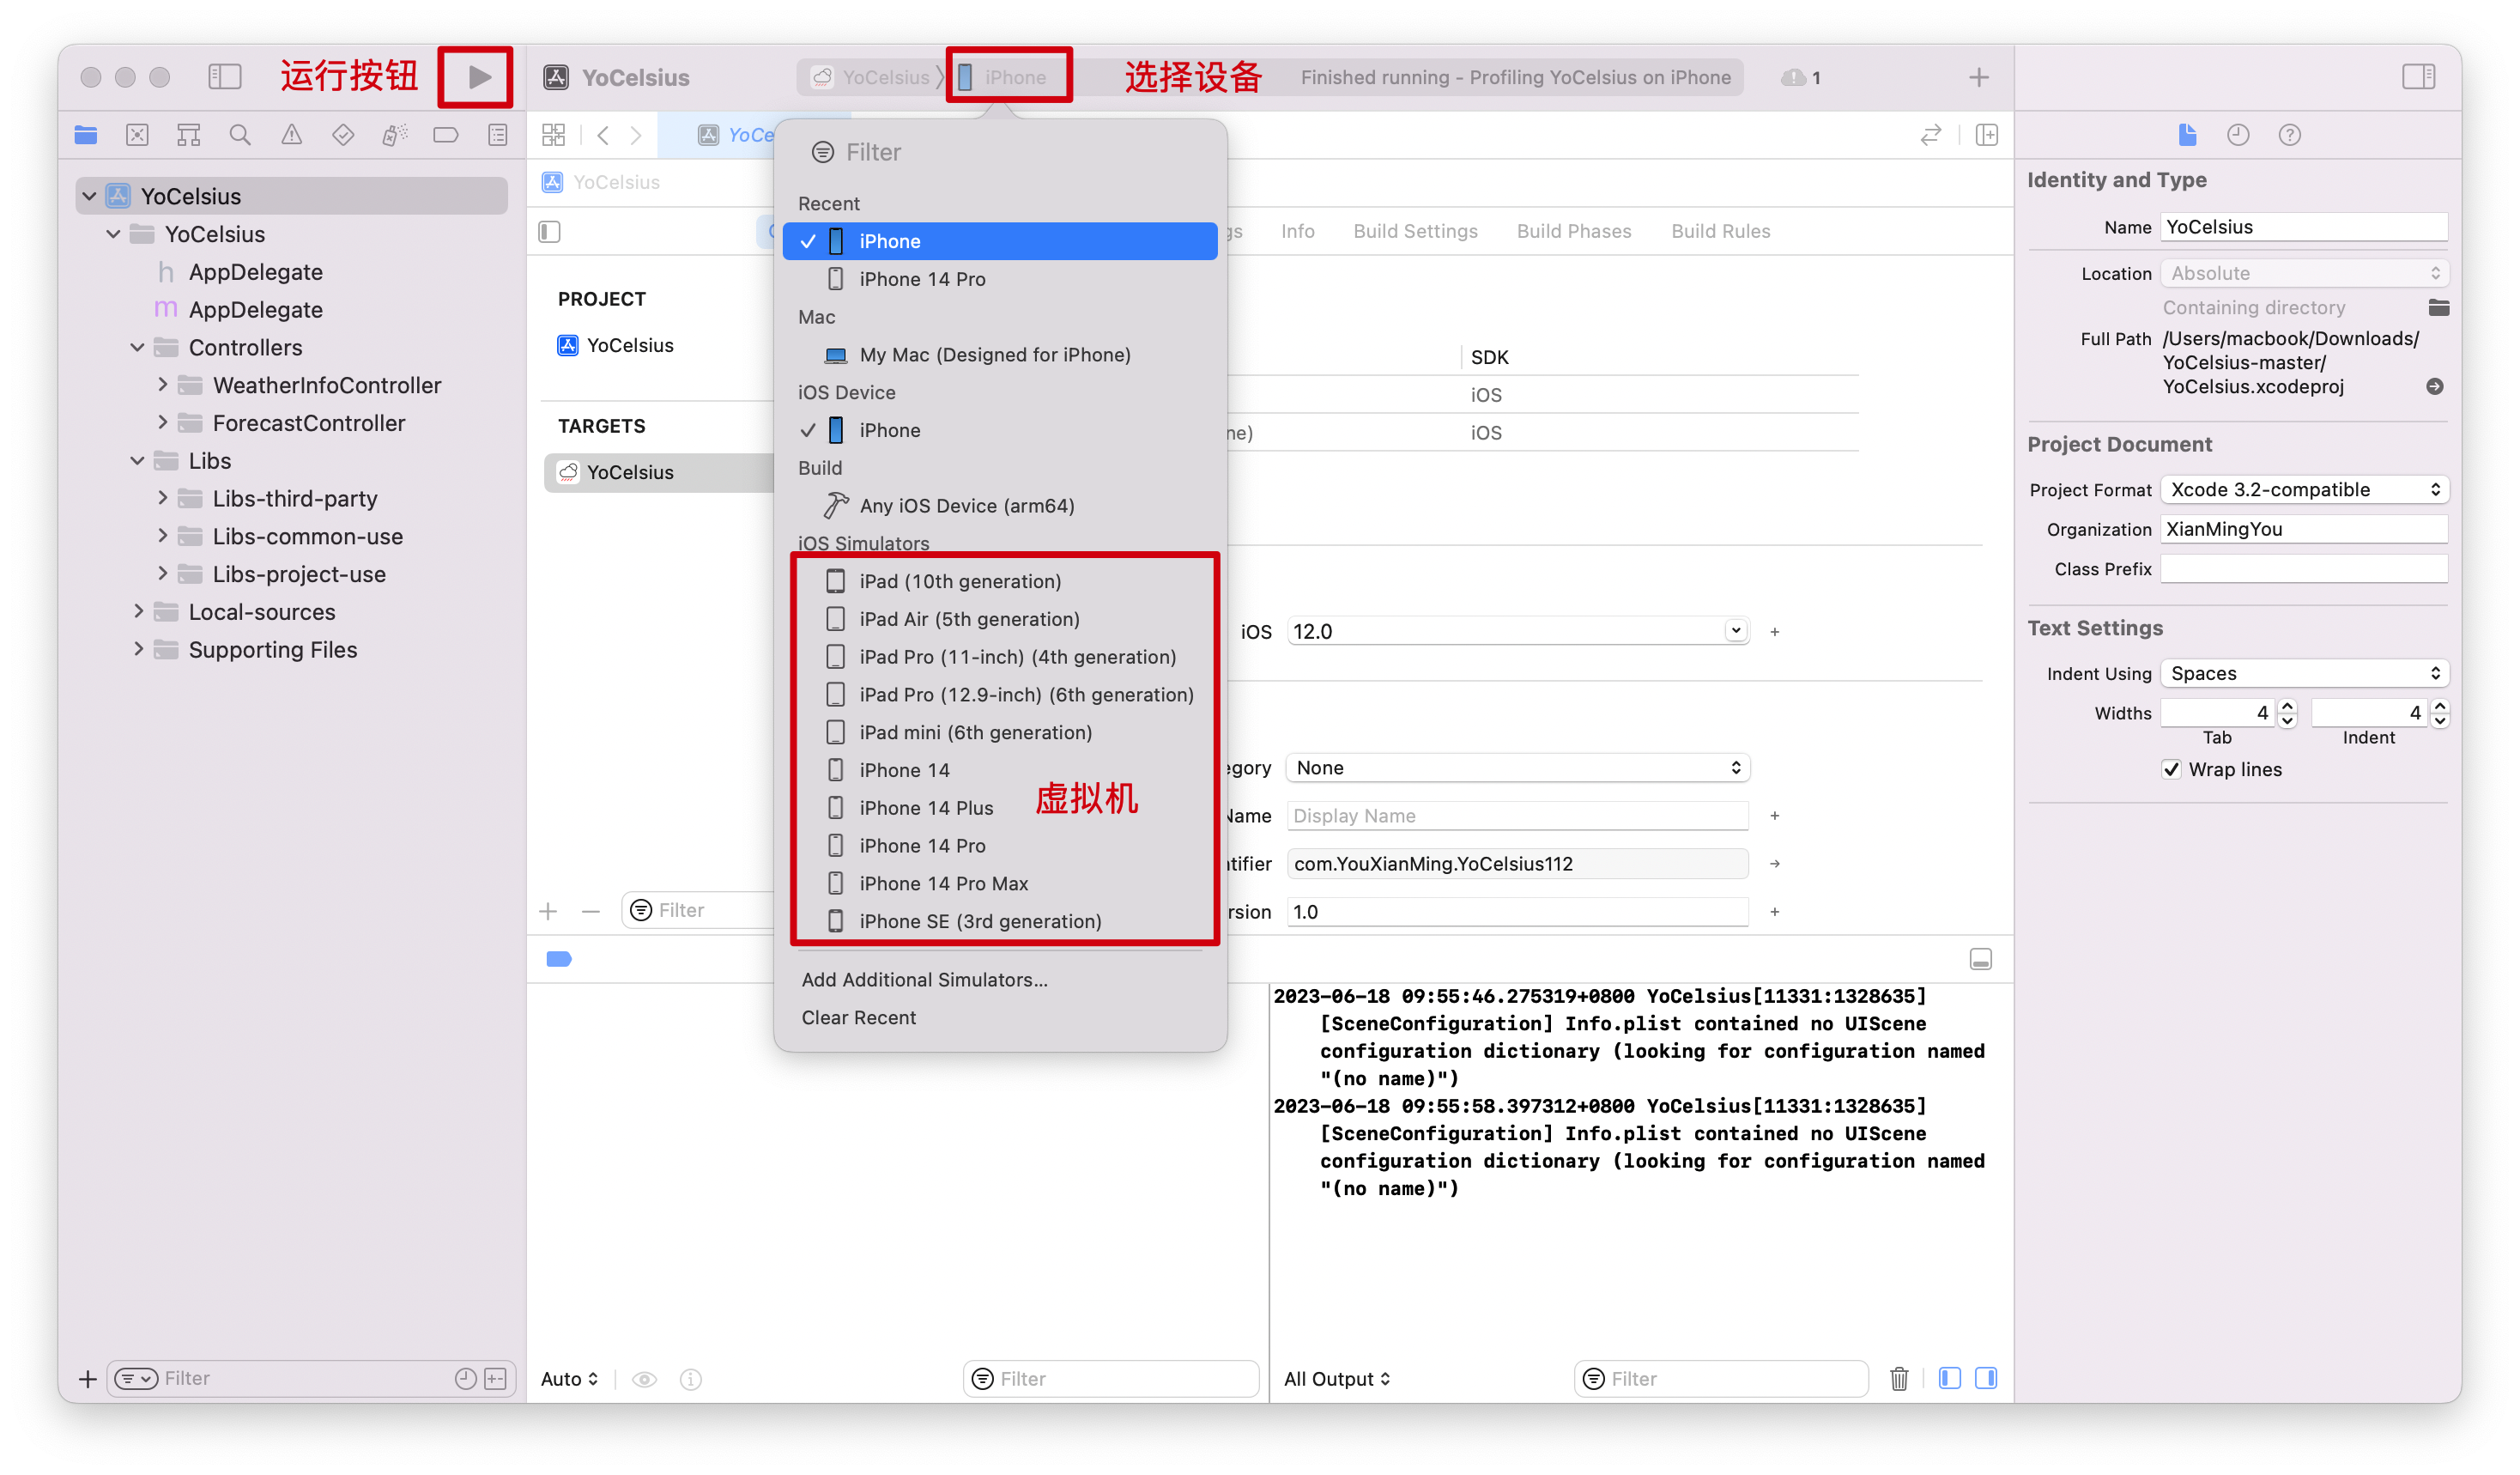 运行按钮
YoCelsius
YoCelsius
iPhone
选择设备
Finished running - Profiling YoCelsius on iPhone
1
YoCelsius
YoCelsius
AppDelegate
AppDelegate
Controllers
WeatherInfoController
ForecastController
Libs
Libs-third-party
Libs-common-use
Libs-project-use
Local-sources
Supporting Files
Filter
YoCe
YoCelsius
PROJECT
YoCelsius
TARGETS
YoCelsius
Filter
Filter
Recent
iPhone
iPhone 14 Pro
Mac
My Mac (Designed for iPhone)
iOS Device
iPhone
Build
Any iOS Device (arm64)
iOS Simulators
iPad (10th generation)
iPad Air (5th generation)
iPad Pro (11-inch) (4th generation)
iPad Pro (12.9-inch) (6th generation)
iPad mini (6th generation)
iPhone 14
iPhone 14 Plus
虚拟机
iPhone 14 Pro
iPhone 14 Pro Max
iPhone SE (3rd generation)
Add Additional Simulators...
Clear Recent
gs
Info
Build Settings
Build Phases
Build Rules
SDK
iOS
ne)
iOS
iOS
12.0
egory
None
Name
Display Name
ntifier
com.YouXianMing.YoCelsius112
rsion
1.0
2023-06-18 09:55:46.275319+0800 YoCelsius[11331:1328635]
[SceneConfiguration] Info.plist contained no UIScene
configuration dictionary (looking for configuration named
"(no name)")
2023-06-18 09:55:58.397312+0800 YoCelsius[11331:1328635]
[SceneConfiguration] Info.plist contained no UIScene
configuration dictionary (looking for configuration named
"(no name)")
Auto
Filter
All Output
Filter
Identity and Type
Name
YoCelsius
Location
Absolute
Containing directory
Full Path
/Users/macbook/Downloads/
YoCelsius-master/
YoCelsius.xcodeproj
Project Document
Project Format
Xcode 3.2-compatible
Organization
XianMingYou
Class Prefix
Text Settings
Indent Using
Spaces
Widths
4
4
Tab
Indent
Wrap lines